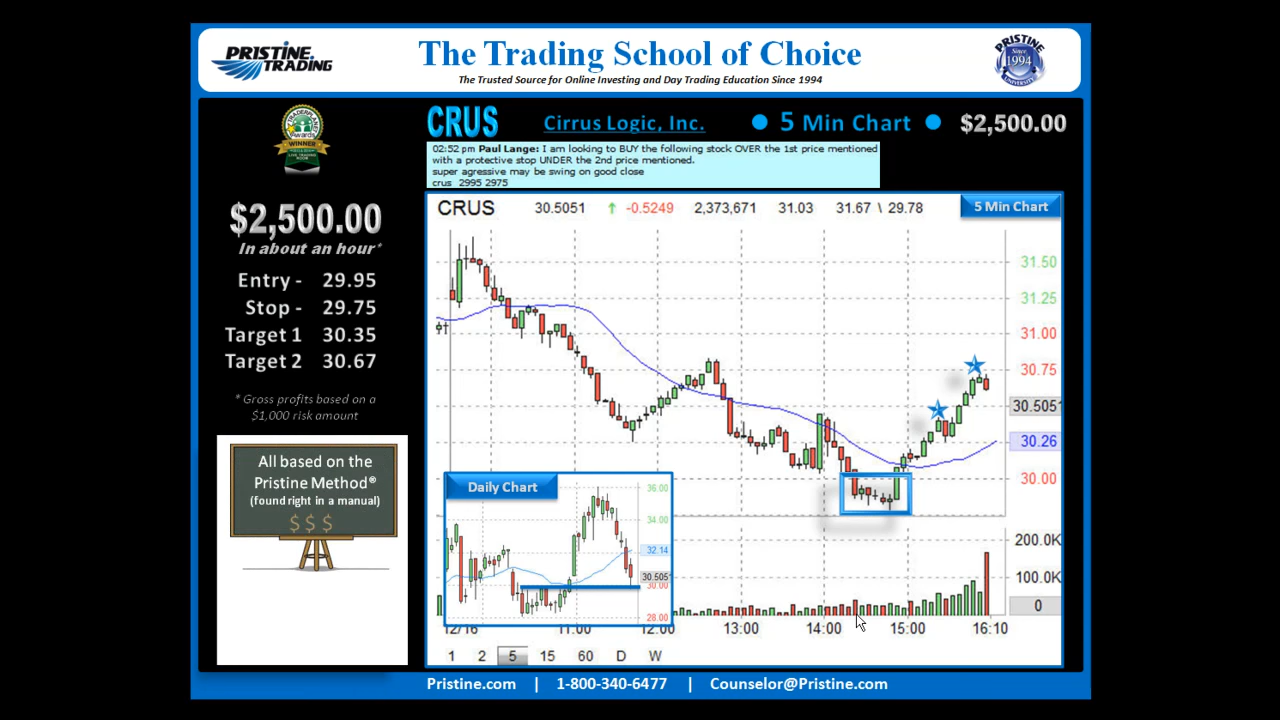 PRISTINE.
TRADING
The Trading School of Choice
The Trusted Source for Online Investing and Day Trading Education Since 1994
PRISTINE
Since
1994
UNIVERSITY
Awards
WINNER
$2,500.00
In about an hour*
Entry - 29.95
Stop - 29.75
Target 1 30.35
Target 2 30.67
* Gross profits based on a
$1,000 risk amount
All based on the
Pristine Method®
(found right in a manual)
$ $ $
CRUS Cirrus Logic, Inc. ● 5 Min Chart ● $2,500.00
02:52 pm Paul Lange: I am looking to BUY the following stock OVER the 1st price mentioned
with a protective stop UNDER the 2nd price mentioned.
super agressive may be swing on good close
crus 2995 2975
CRUS 30.5051 ↑ -0.5249 2,373,671 31.03 31.67 \ 29.78
5 Min Chart
31.50
31.25
31.00
30.75
30.5051
30.26
30.00
200.0K
100.0K
0
Daily Chart
36.00
34.00
32.14
30.505
30.00
28.00
12/16 11:00 12:00 13:00 14:00 15:00 16:10
1 2 5 15 60 D W
Pristine.com | 1-800-340-6477 | Counselor@Pristine.com